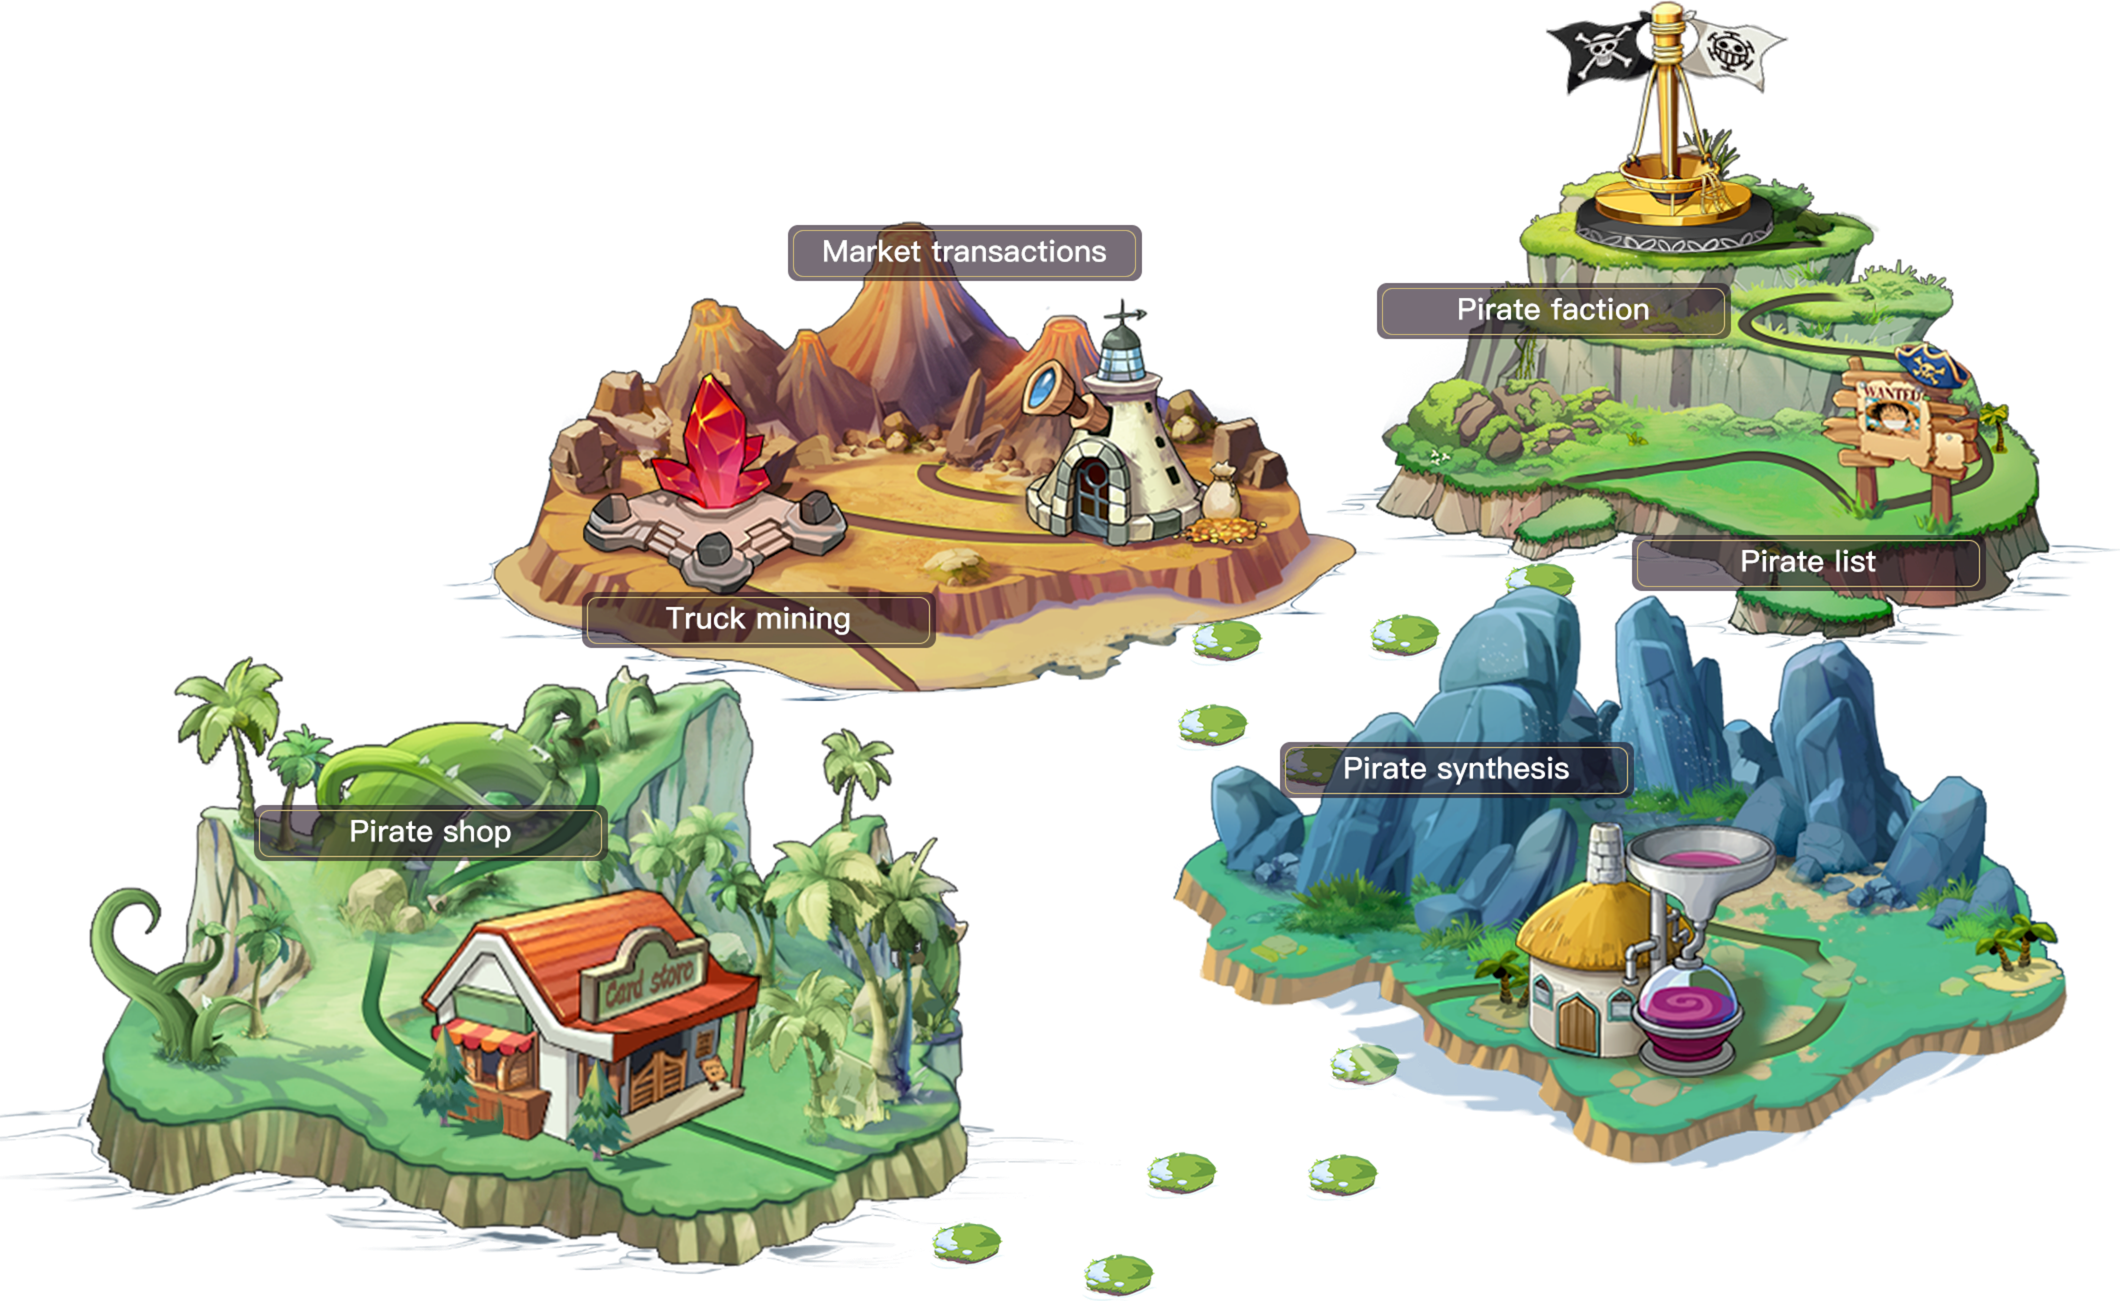 Market transactions
Pirate faction
WANTED
Pirate list
Truck mining
Pirate synthesis
Pirate shop
Card store